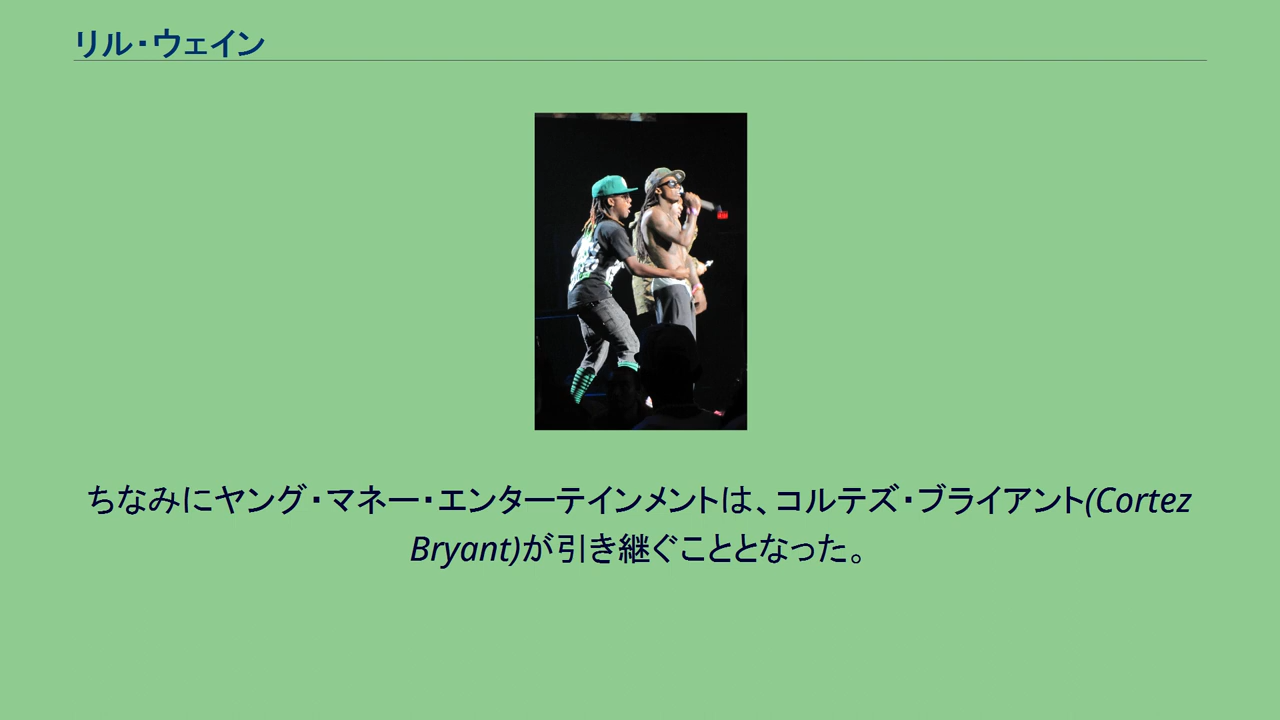 リル・ウェイン
ちなみにヤング・マネー・エンターテインメントは、コルテズ・ブライアント(Cortez
Bryant)が引き継ぐこととなった。